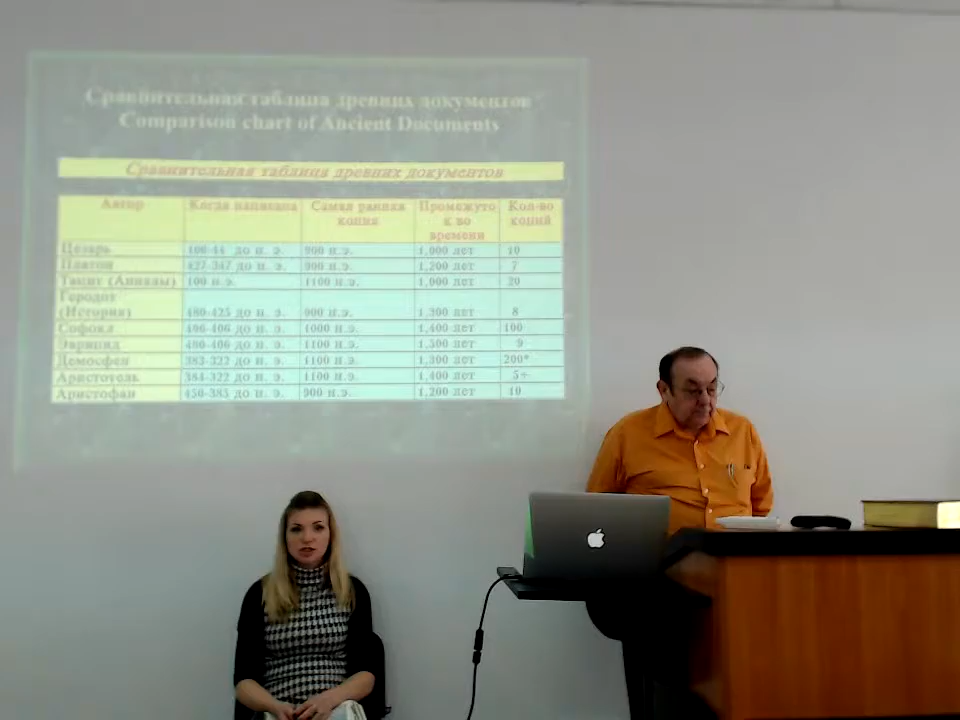 Сравнительная таблица древних документов
Comparison chart of Ancient Documents
Сравнительная таблица древних документов
Автор Когда написана Самая ранняя копия Промежуток во времени Кол-во копий
Цезарь 100-44 до н. э. 900 н.э. 1,000 лет 10
Платон 427-347 до н. э. 900 н.э. 1,200 лет 7
Тацит (Анналы) 100 н.э. 1100 н.э. 1,000 лет 20
Геродот (История) 480-425 до н. э. 900 н.э. 1,300 лет 8
Софокл 496-406 до н. э. 1000 н.э. 1,400 лет 100
Эврипид 480-406 до н. э. 1100 н.э. 1,500 лет 9
Демосфен 383-322 до н. э. 1100 н.э. 1,300 лет 200*
Аристотель 384-322 до н. э. 1100 н.э. 1,400 лет 5+
Аристофан 450-385 до н. э. 900 н.э. 1,200 лет 10